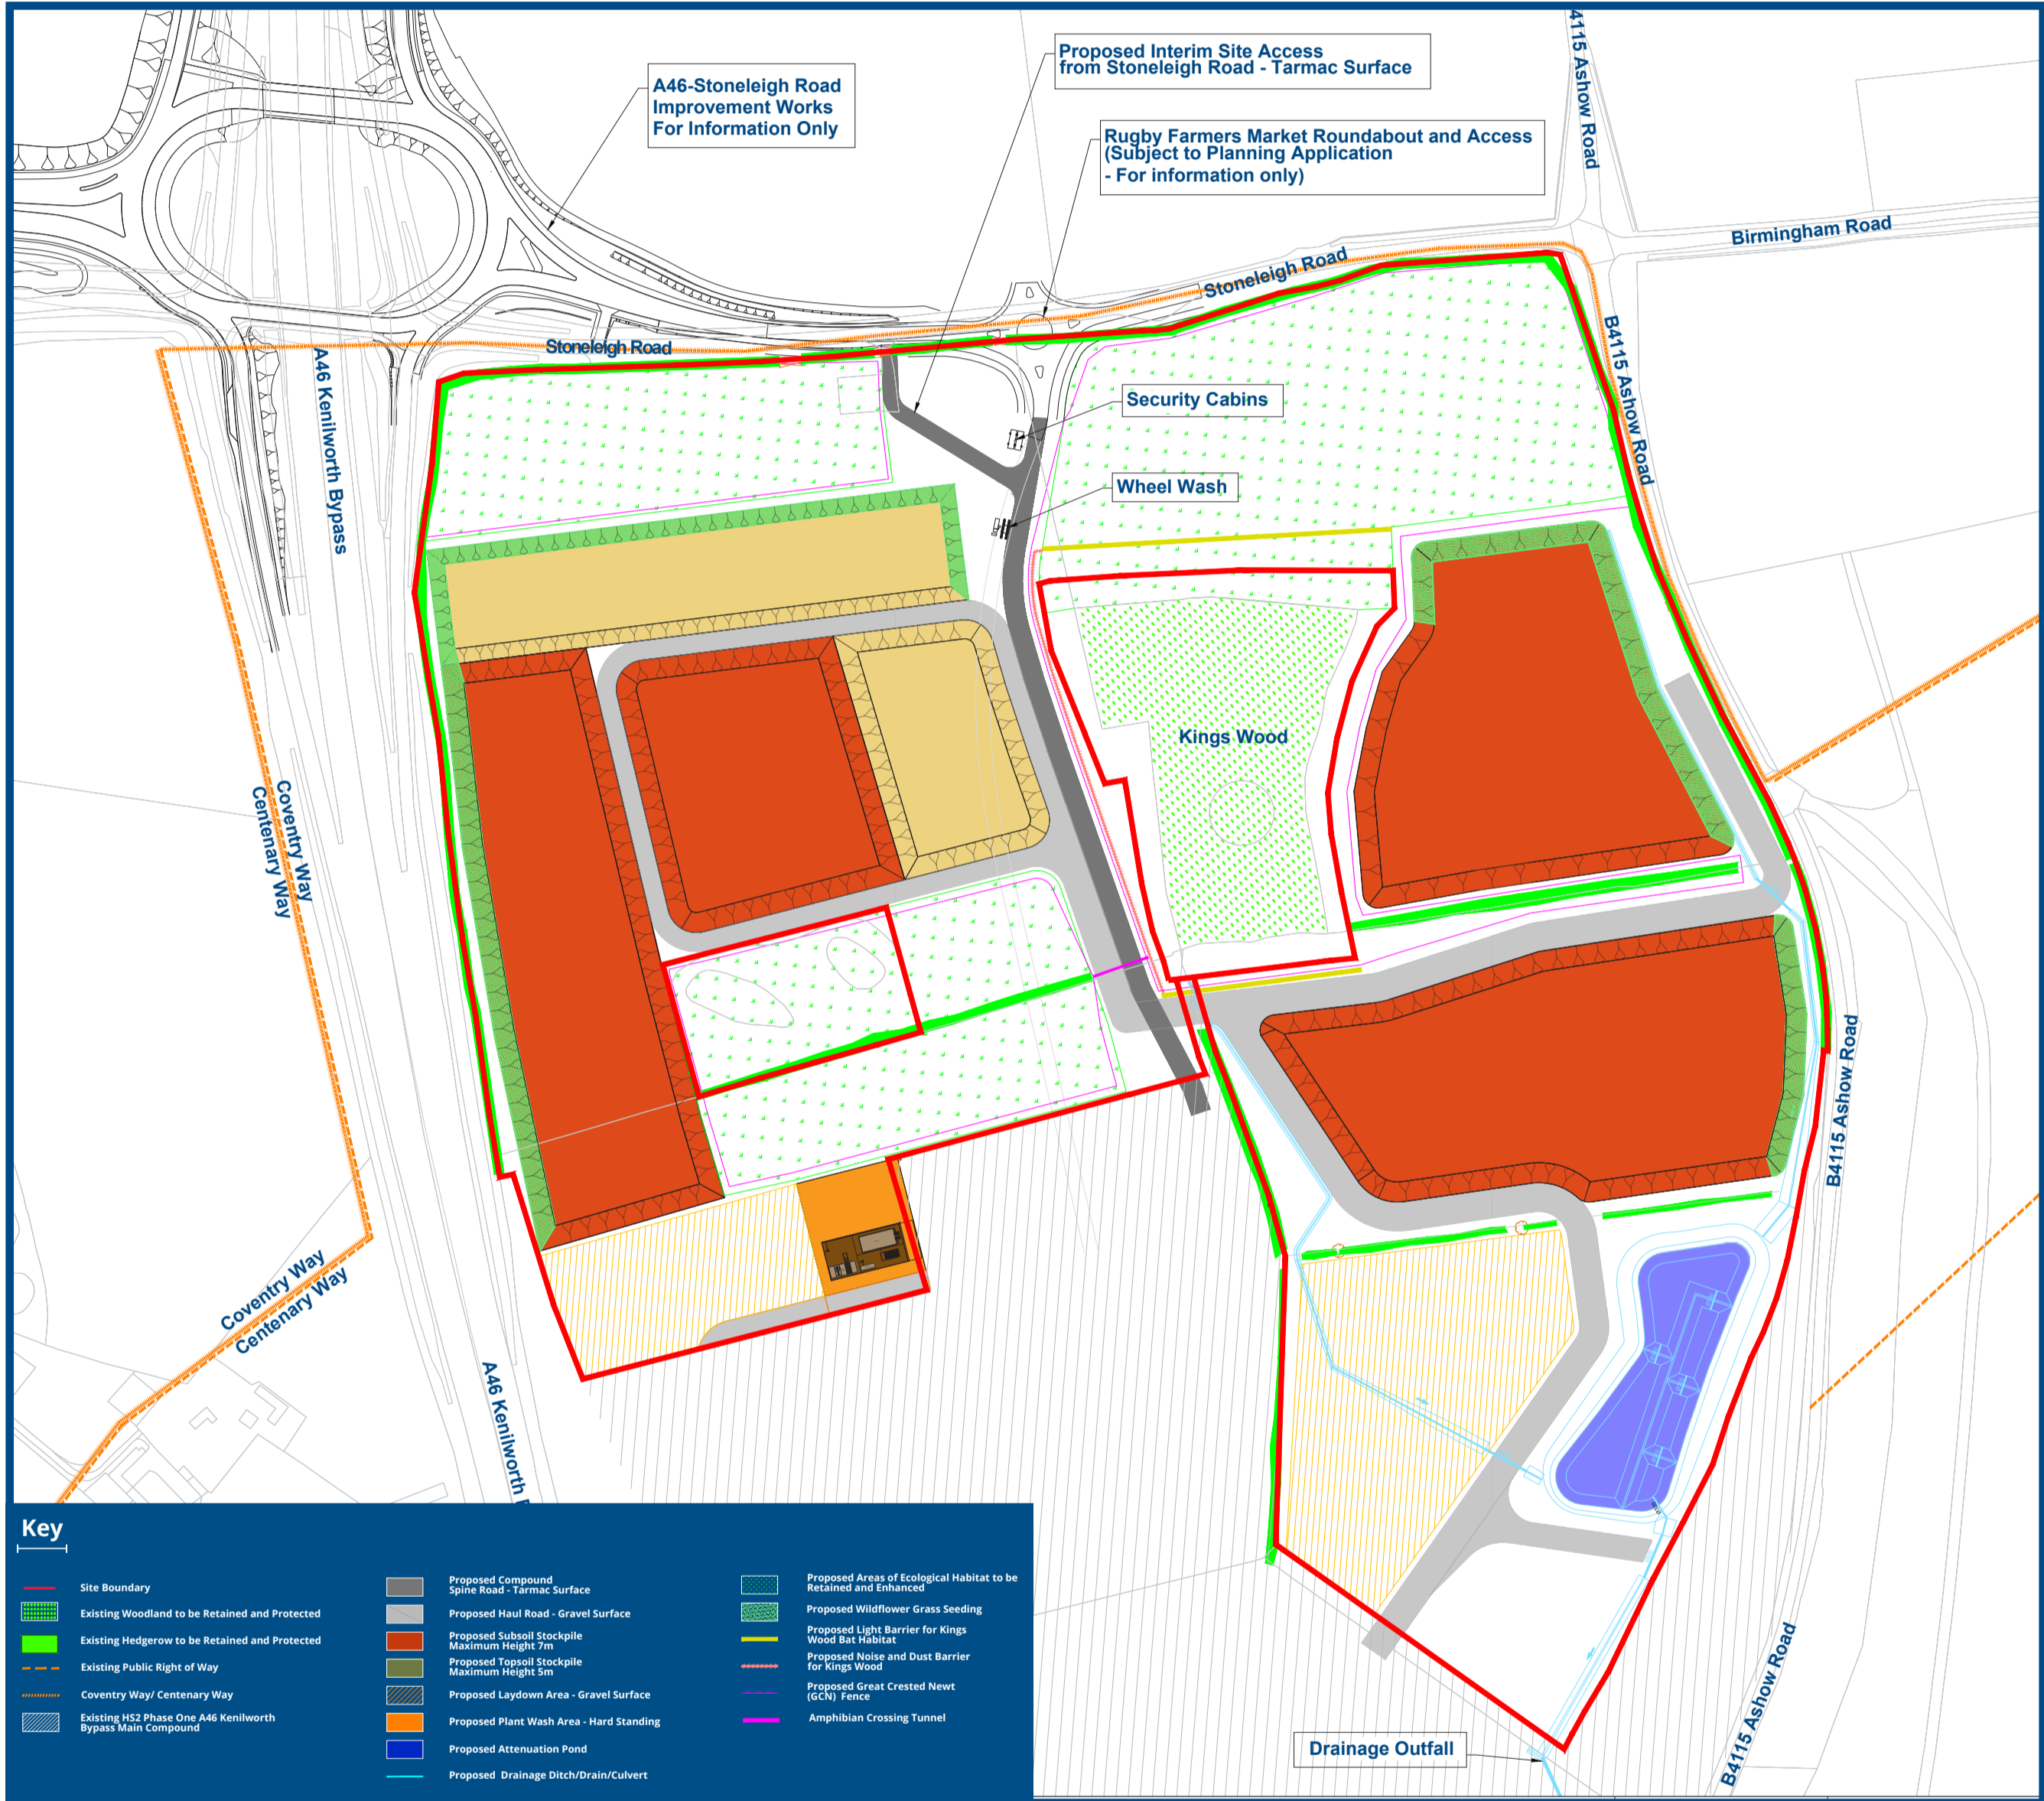 4115 Ashow Road
Proposed Interim Site Access
from Stoneleigh Road - Tarmac Surface
A46-Stoneleigh Road
Improvement Works
For Information Only
Rugby Farmers Market Roundabout and Access
(Subject to Planning Application
- For information only)
Birmingham Road
Stoneleigh Road
Stoneleigh Road
B4115 Ashow Road
A46 Kenilworth Bypass
Security Cabins
Wheel Wash
Kings Wood
Coventry Way
Centenary Way
B4115 Ashow Road
Coventry Way
Centenary Way
A46 Kenilworth
B4115 Ashow Road
Drainage Outfall
Key
Site Boundary
Existing Woodland to be Retained and Protected
Existing Hedgerow to be Retained and Protected
Existing Public Right of Way
Coventry Way/ Centenary Way
Existing HS2 Phase One A46 Kenilworth
Bypass Main Compound
Proposed Compound
Spine Road - Tarmac Surface
Proposed Haul Road - Gravel Surface
Proposed Subsoil Stockpile
Maximum Height 7m
Proposed Topsoil Stockpile
Maximum Height 5m
Proposed Laydown Area - Gravel Surface
Proposed Plant Wash Area - Hard Standing
Proposed Attenuation Pond
Proposed Drainage Ditch/Drain/Culvert
Proposed Areas of Ecological Habitat to be
Retained and Enhanced
Proposed Wildflower Grass Seeding
Proposed Light Barrier for Kings
Wood Bat Habitat
Proposed Noise and Dust Barrier
for Kings Wood
Proposed Great Crested Newt
(GCN) Fence
Amphibian Crossing Tunnel